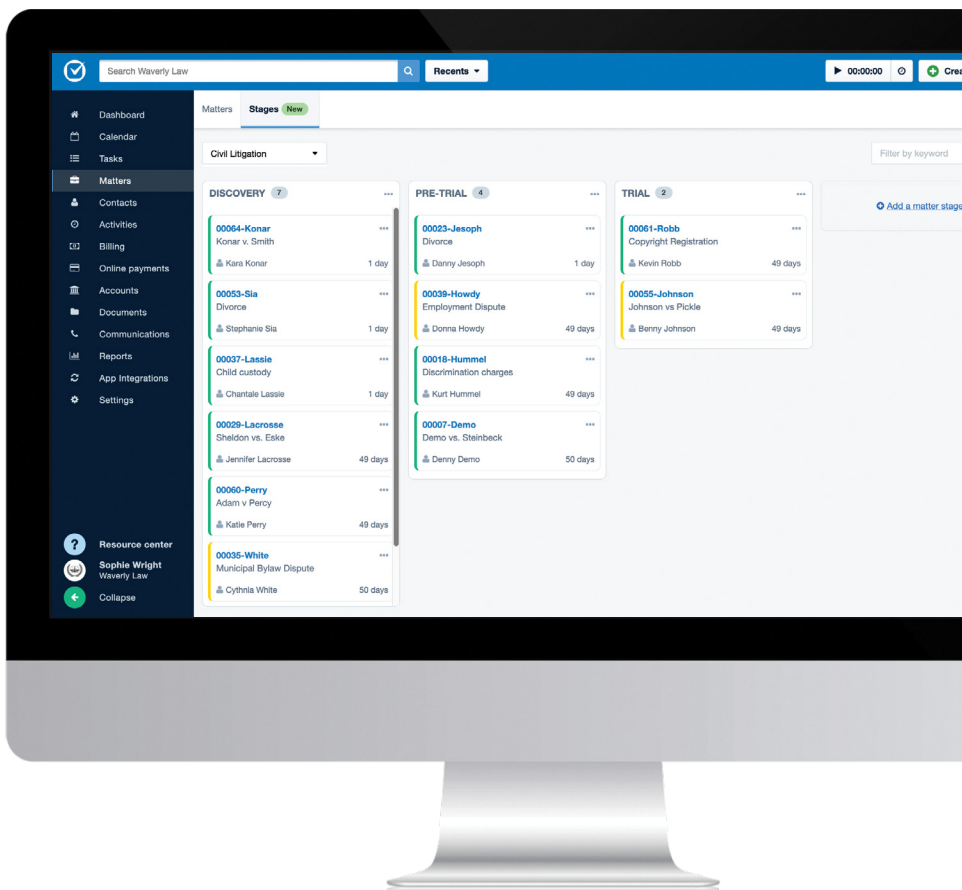 Search Waverly Law
Recents
00:00:00
Crea
Dashboard
Calendar
Tasks
Matters
Contacts
Activities
Billing
Online payments
Accounts
Documents
Communications
Reports
App Integrations
Settings
?
Resource center
Sophie Wright
Waverly Law
Collapse
Matters
Stages New
Civil Litigation
Filter by keyword
DISCOVERY 7
00064-Konar
Konar v. Smith
Kara Konar 1 day
00053-Sia
Divorce
Stephanie Sia 1 day
00037-Lassie
Child custody
Chantale Lassie 1 day
00029-Lacrosse
Sheldon vs. Eske
Jennifer Lacrosse 49 days
00060-Perry
Adam v Percy
Katie Perry 49 days
00035-White
Municipal Bylaw Dispute
Cythnia White 50 days
PRE-TRIAL 4
00023-Jesoph
Divorce
Danny Jesoph 1 day
00039-Howdy
Employment Dispute
Donna Howdy 49 days
00018-Hummel
Discrimination charges
Kurt Hummel 49 days
00007-Demo
Demo vs. Steinbeck
Denny Demo 50 days
TRIAL 2
00061-Robb
Copyright Registration
Kevin Robb 49 days
00055-Johnson
Johnson vs Pickle
Benny Johnson 49 days
Add a matter stage